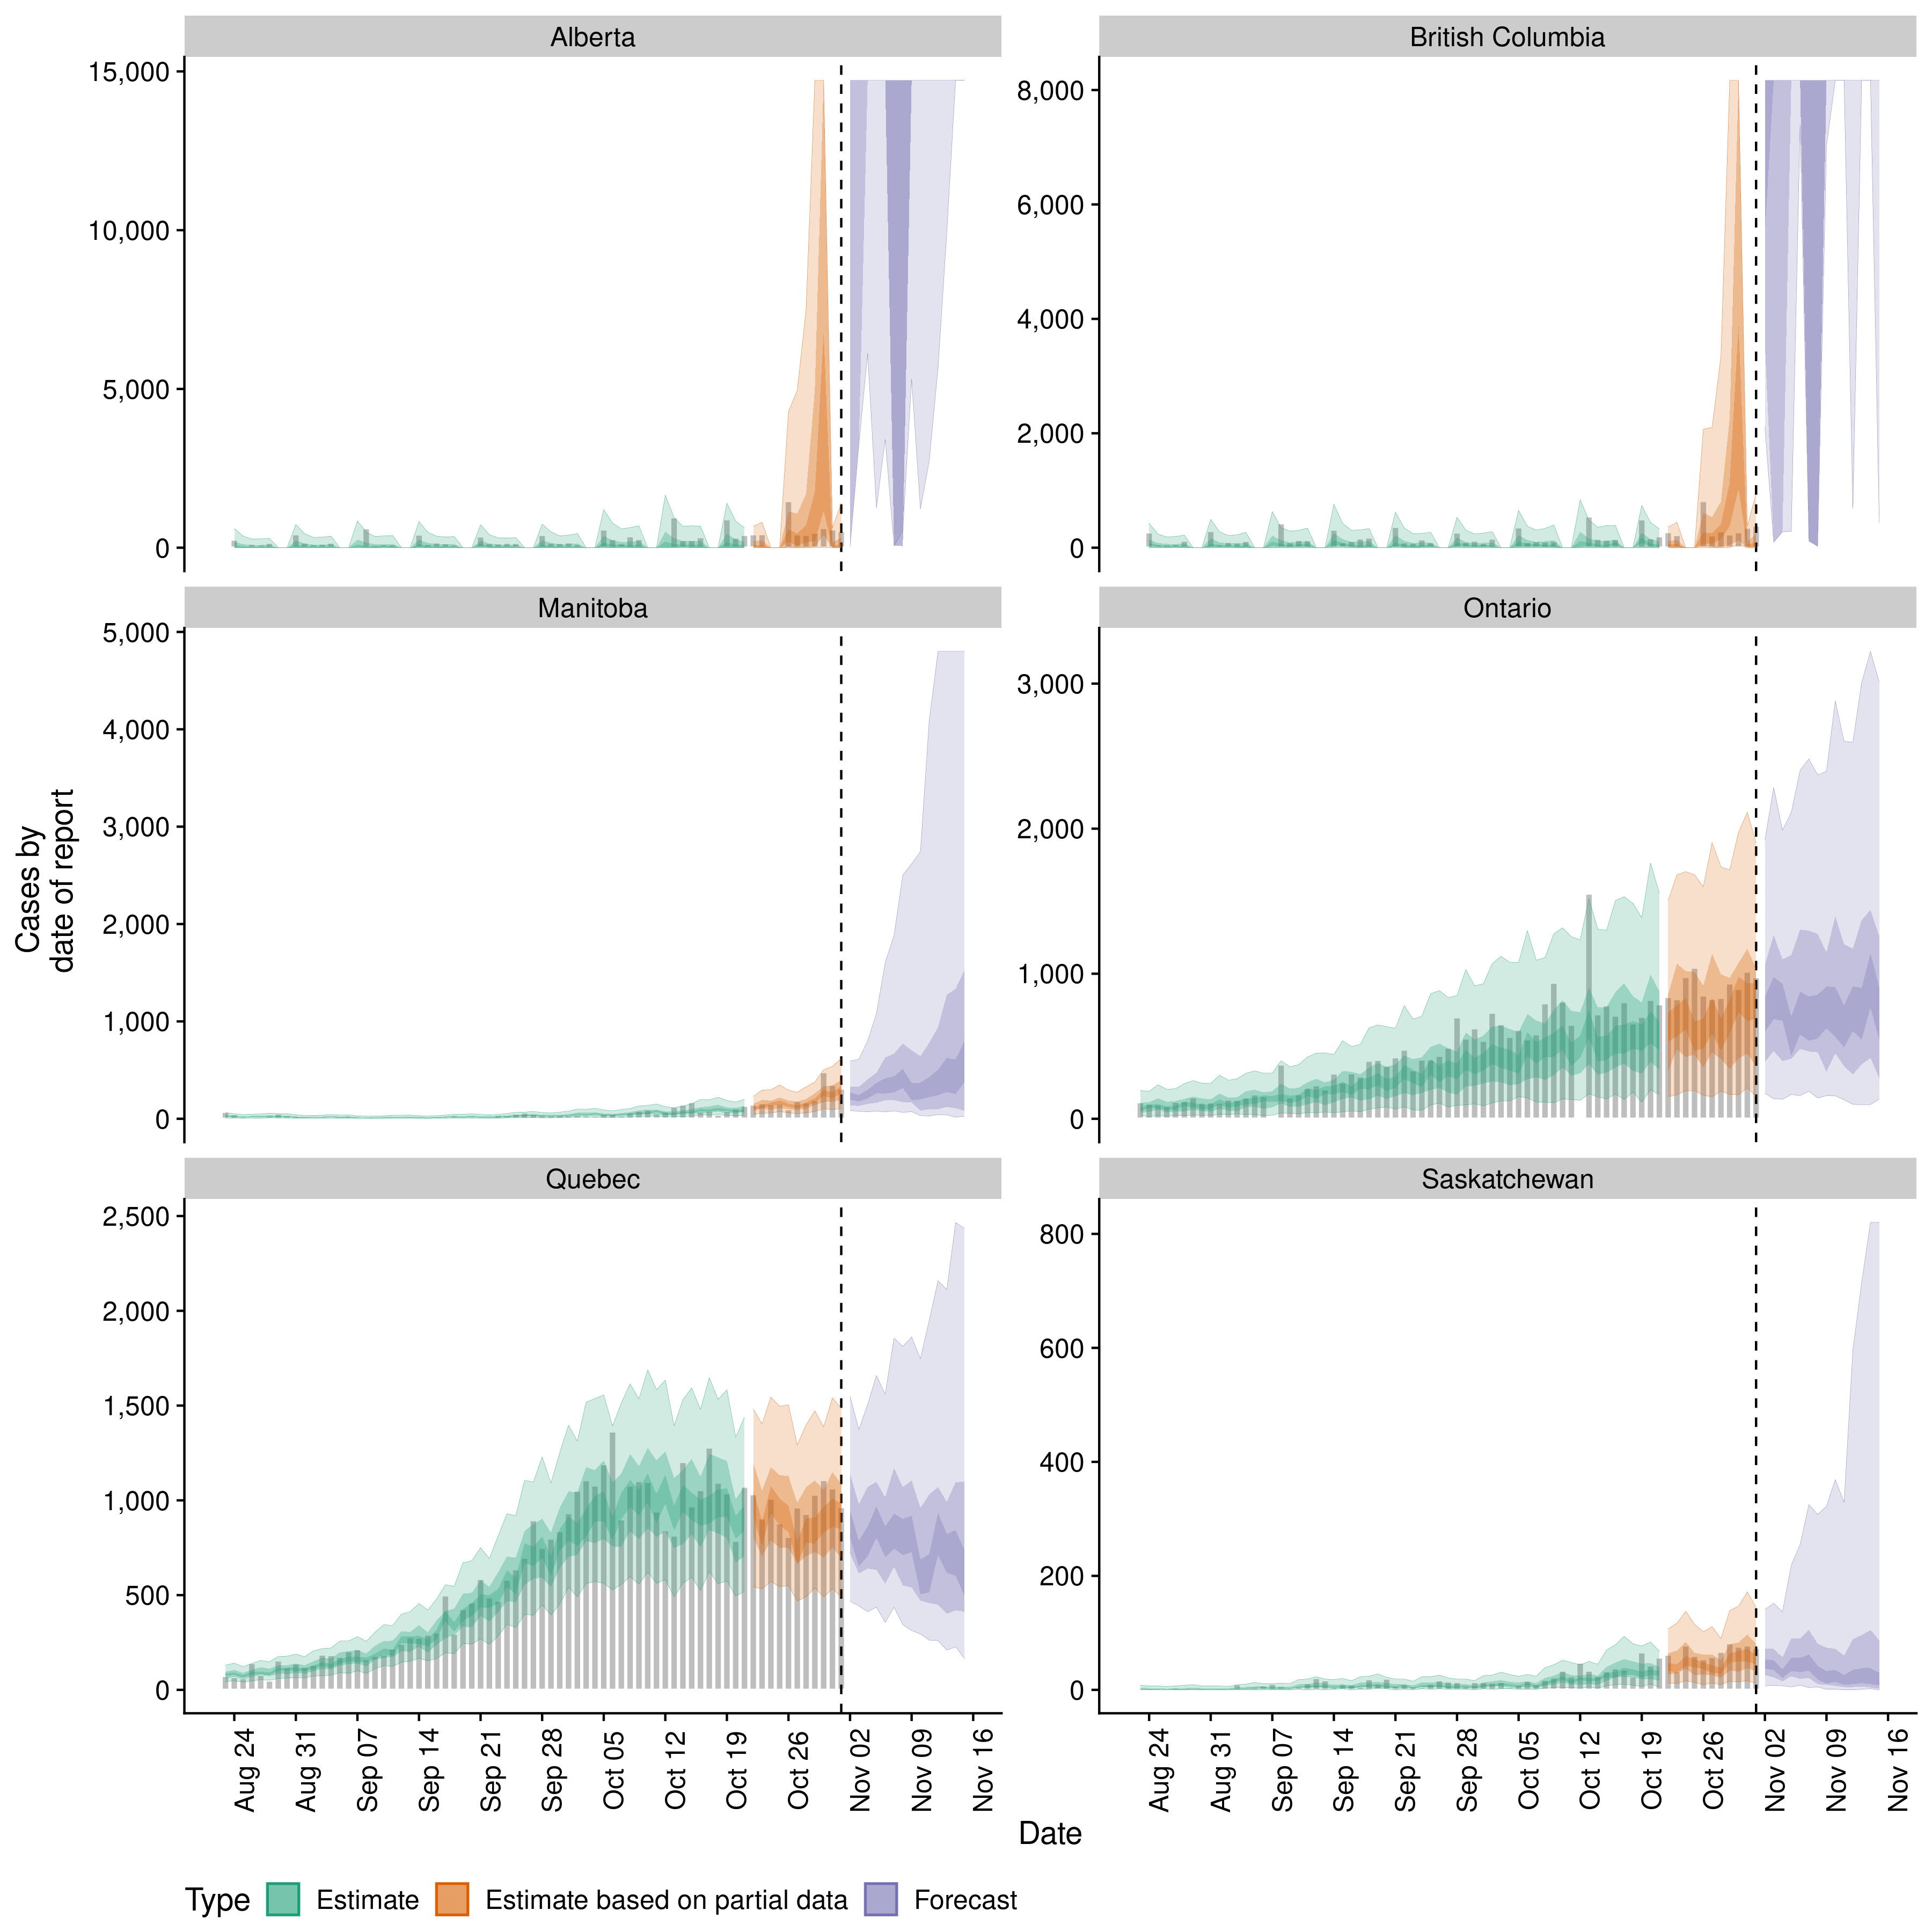 Alberta
British Columbia
15,000
10,000
5,000
0
8,000
6,000
4,000
2,000
0
Manitoba
Ontario
5,000
4,000
3,000
2,000
1,000
0
3,000
2,000
1,000
0
Quebec
Saskatchewan
2,500
2,000
1,500
1,000
500
0
800
600
400
200
0
Cases by
date of report
Aug 24
Aug 31
Sep 07
Sep 14
Sep 21
Sep 28
Oct 05
Oct 12
Oct 19
Oct 26
Nov 02
Nov 09
Nov 16
Aug 24
Aug 31
Sep 07
Sep 14
Sep 21
Sep 28
Oct 05
Oct 12
Oct 19
Oct 26
Nov 02
Nov 09
Nov 16
Date
Type Estimate Estimate based on partial data Forecast